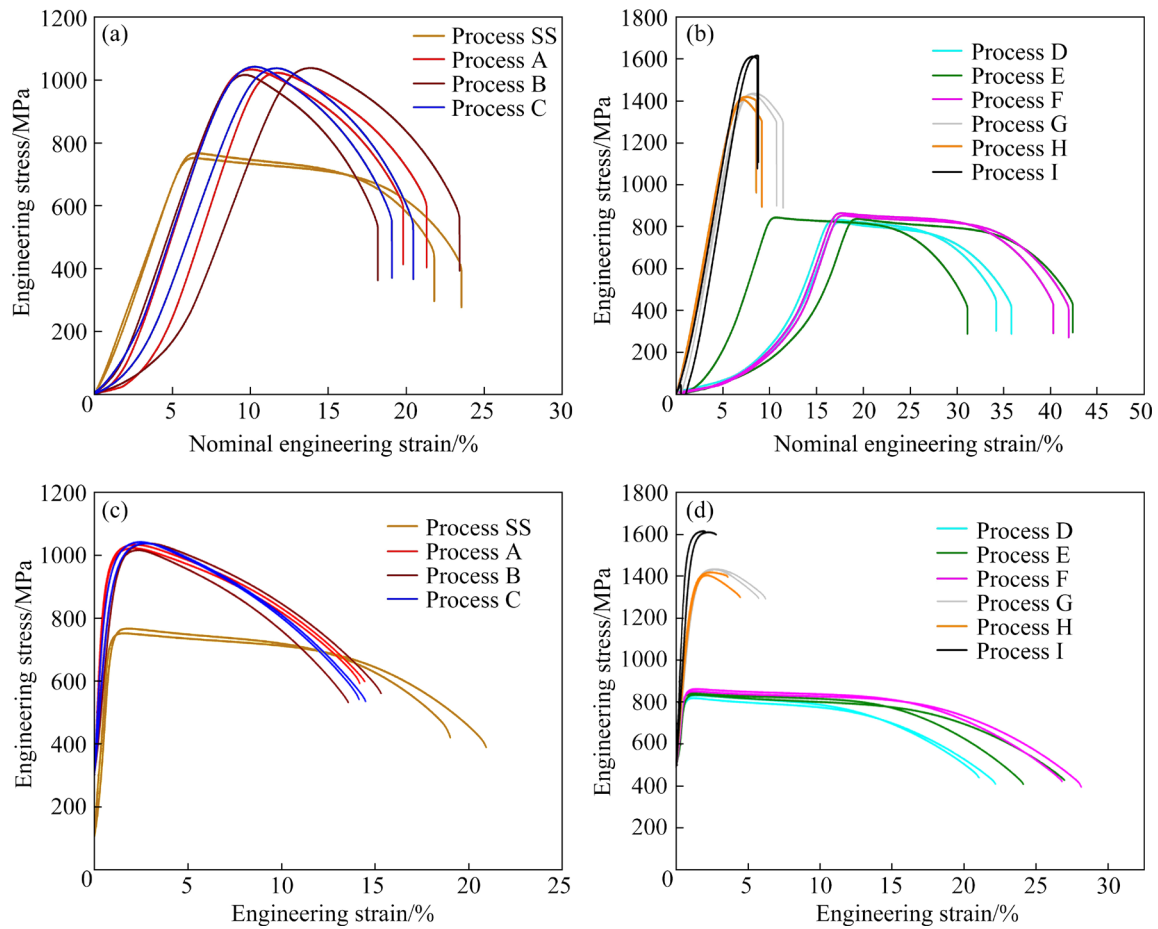 (a)
1200
1000
800
600
400
200
0
5
10
15
20
25
30
Engineering stress/MPa
Nominal engineering strain/%
Process SS
Process A
Process B
Process C
(b)
1800
1600
1400
1200
1000
1800
600
400
200
0
5
10
15
20
25
30
35
40
45
50
Engineering stress/MPa
Nominal engineering strain/%
Process D
Process E
Process F
Process G
Process H
Process I
(c)
1200
1000
800
600
400
200
0
5
10
15
20
25
Engineering stress/MPa
Engineering strain/%
Process SS
Process A
Process B
Process C
(d)
1800
1600
1400
1200
1000
1800
800
600
400
200
0
5
10
15
20
25
30
Engineering stress/MPa
Engineering strain/%
Process D
Process E
Process F
Process G
Process H
Process I